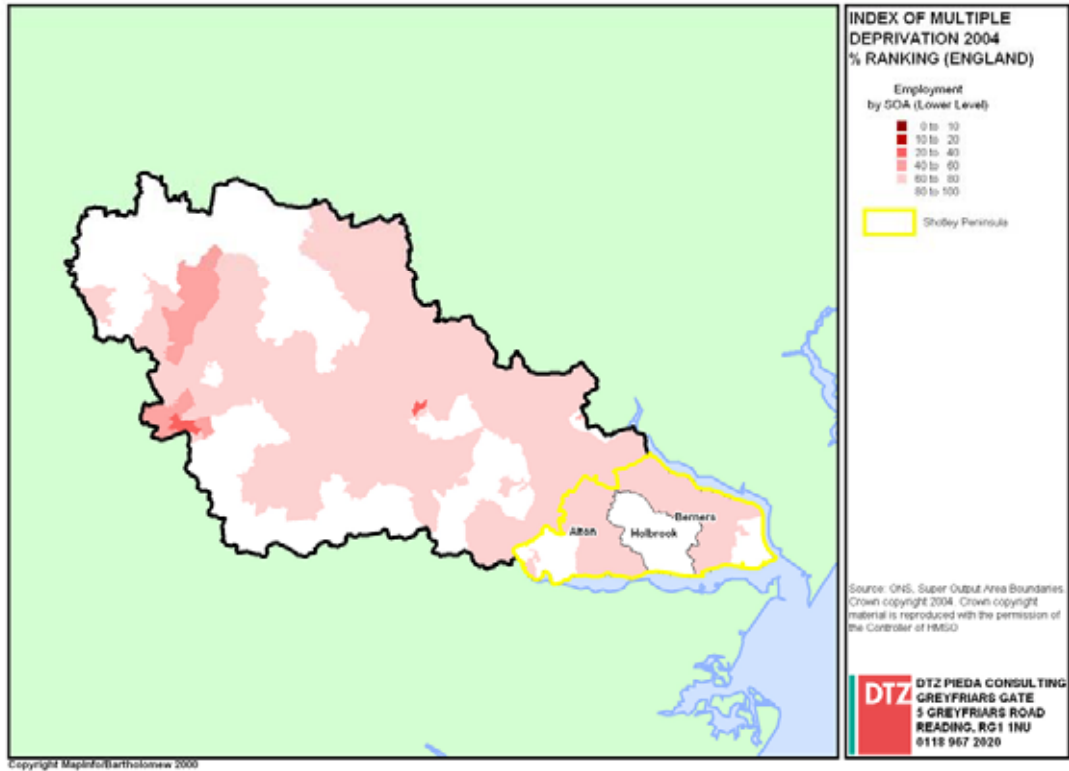 INDEX OF MULTIPLE
DEPRIVATION 2004
% RANKING (ENGLAND)
Employment
by SOA (Lower Level)
0 to 10
10 to 20
20 to 40
40 to 60
60 to 80
80 to 100
Shotley Peninsula
Alton
Holbrook
Berners
Source: ONS, Super Output Area Boundaries.
Crown copyright 2004. Crown copyright
material is reproduced with the permission of
the Controller of HMSO
DTZ
DTZ PIEDA CONSULTING
GREYFRIARS GATE
5 GREYFRIARS ROAD
READING, RG1 1NU
0118 967 2020
Copyright MapInfo/Bartholomew 2000